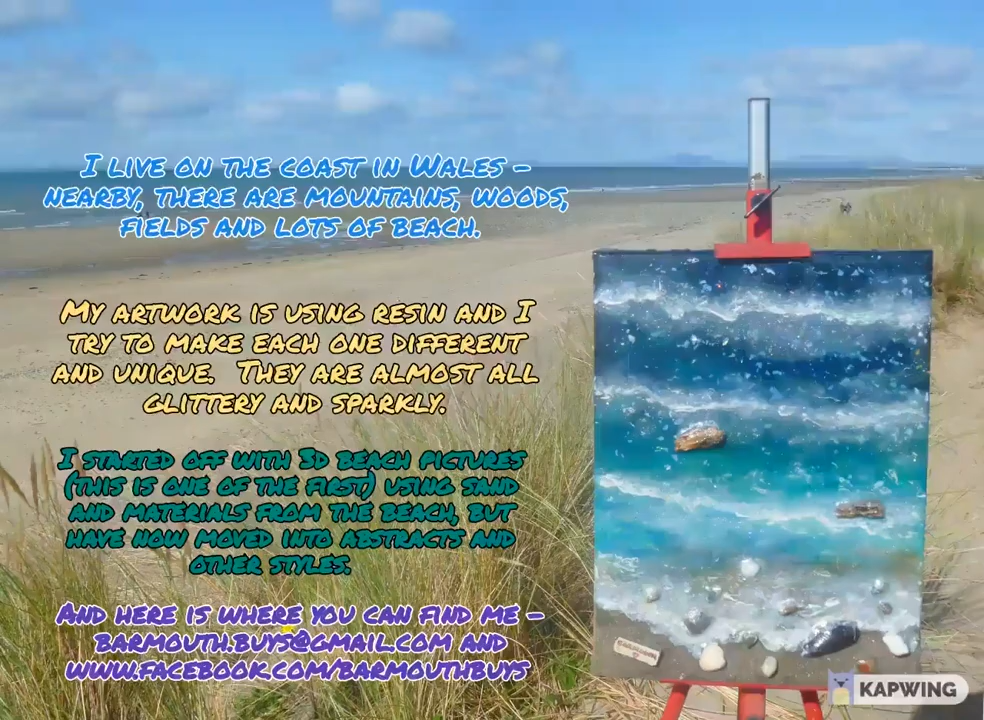 I LIVE ON THE COAST IN WALES -
NEARBY, THERE ARE MOUNTAINS, WOODS,
FIELDS AND LOTS OF BEACH.
MY ARTWORK IS USING RESIN AND I
TRY TO MAKE EACH ONE DIFFERENT
AND UNIQUE. THEY ARE ALMOST ALL
GLITTERY AND SPARKLY.
I STARTED OFF WITH 3D BEACH PICTURES
(THIS IS ONE OF THE FIRST) USING SAND
AND MATERIALS FROM THE BEACH, BUT
HAVE NOW MOVED INTO ABSTRACTS AND
OTHER STYLES.
AND HERE IS WHERE YOU CAN FIND ME -
BARMOUTH.BUYS@GMAIL.COM AND
WWW.FACEBOOK.COM/BARMOUTHBUYS
KAPWING